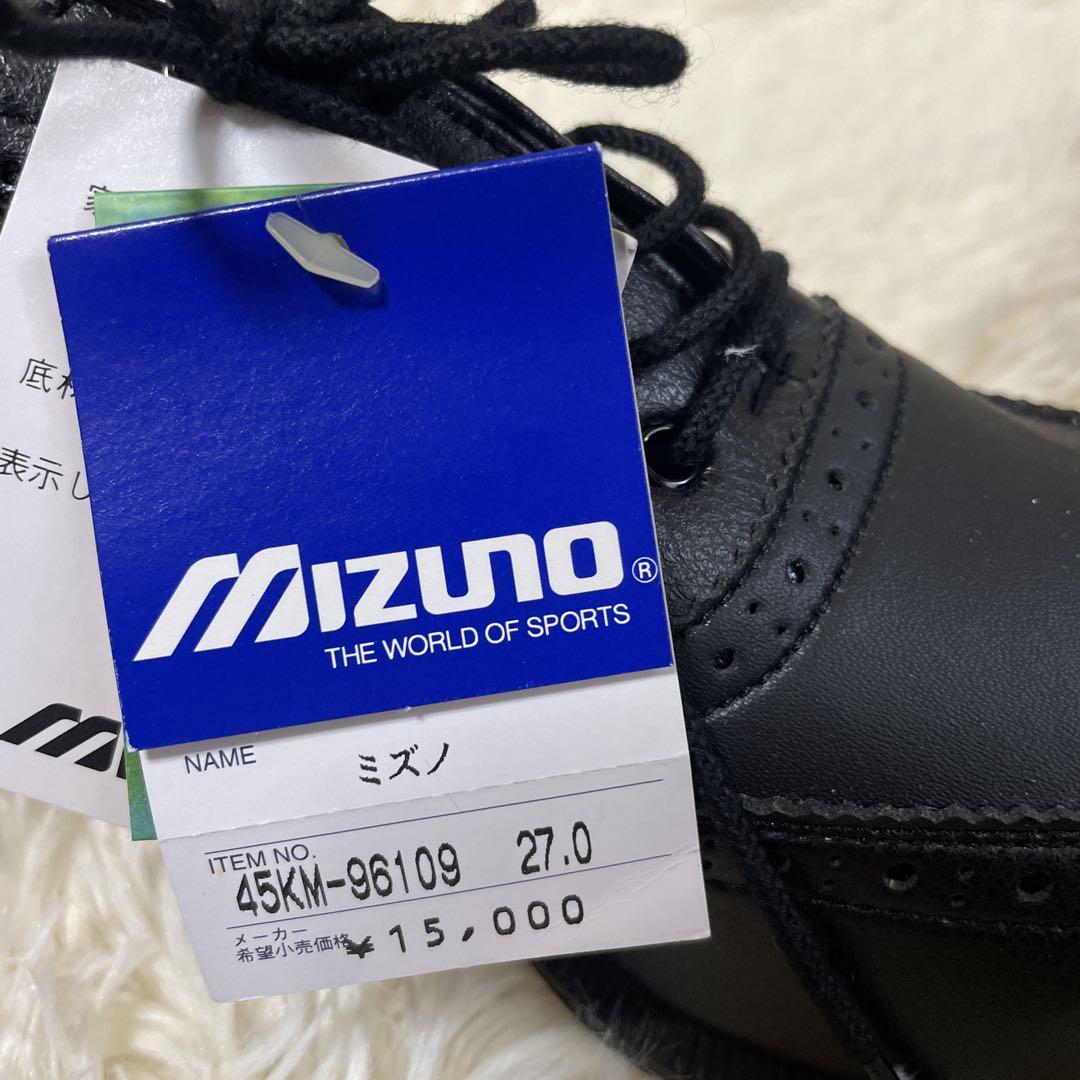 底
表示し
MIZUNO®
THE WORLD OF SPORTS
NAME ミズノ
ITEM NO.
45KM-96109 27.0
メーカー
希望小売価格 ¥15,000